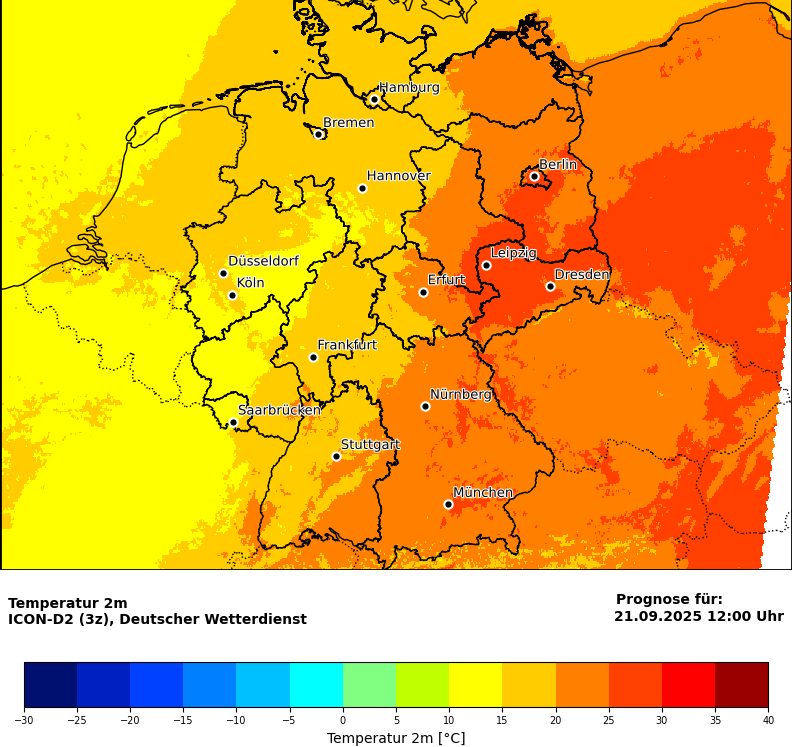 Hamburg
Bremen
Berlin
Hannover
Leipzig
Düsseldorf
Dresden
Köln
Erfurt
Frankfurt
Nürnberg
Saarbrücken
Stuttgart
München
Temperatur 2m
ICON-D2 (3z), Deutscher Wetterdienst
Prognose für:
21.09.2025 12:00 Uhr
−30 −25 −20 −15 −10 −5 0 5 10 15 20 25 30 35 40
Temperatur 2m [°C]